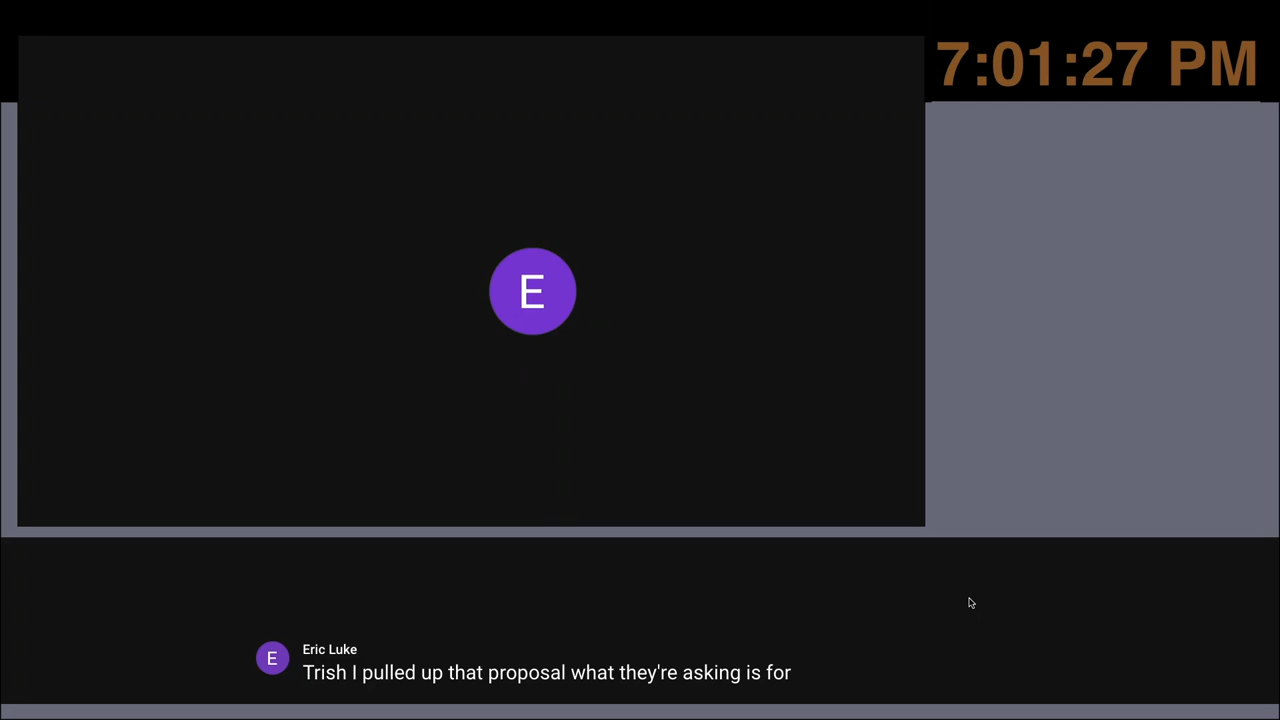 7:01:27 PM
E
E
Eric Luke
Trish I pulled up that proposal what they're asking is for